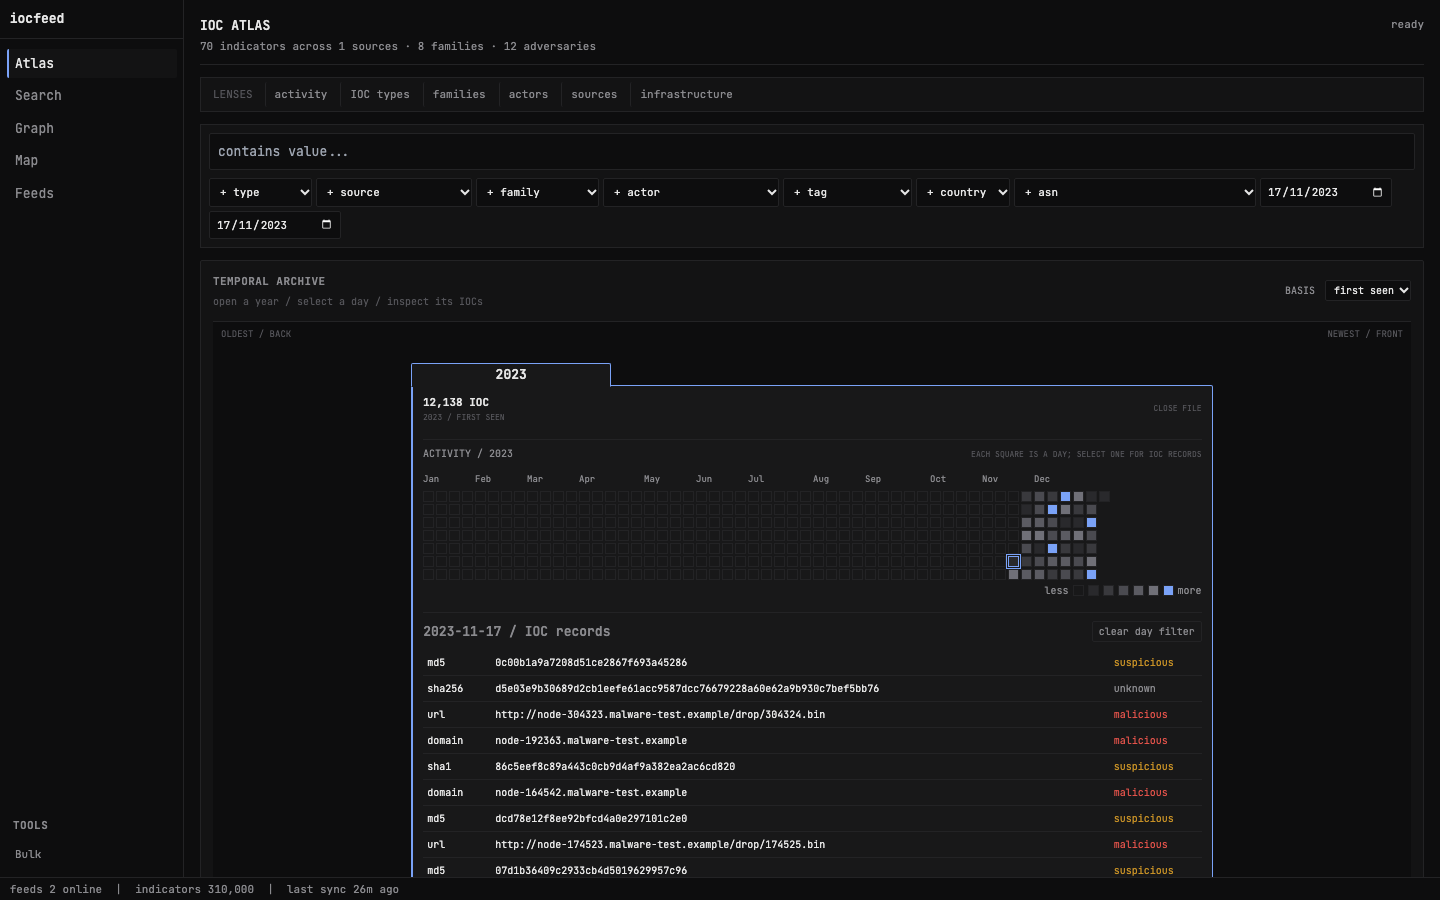 iocfeed
Atlas
Search
Graph
Map
Feeds
TOOLS
Bulk
IOC ATLAS
ready
70 indicators across 1 sources · 8 families · 12 adversaries
LENSES activity IOC types families actors sources infrastructure
contains value...
+ type + source + family + actor + tag + country + asn 17/11/2023
17/11/2023
TEMPORAL ARCHIVE
open a year / select a day / inspect its IOCs
BASIS first seen
OLDEST / BACK NEWEST / FRONT
2023
12,138 IOC
2023 / FIRST SEEN
CLOSE FILE
ACTIVITY / 2023 EACH SQUARE IS A DAY; SELECT ONE FOR IOC RECORDS
Jan Feb Mar Apr May Jun Jul Aug Sep Oct Nov Dec
less more
2023-11-17 / IOC records clear day filter
md5 0c00b1a9a7208d51ce2867f693a45286 suspicious
sha256 d5e03e9b30689d2cb1eefe61acc9587dcc76679228a60e62a9b930c7bef5bb76 unknown
url http://node-304323.malware-test.example/drop/304324.bin malicious
domain node-192363.malware-test.example malicious
sha1 86c5eef8c89a443c0cb9d4af9a382ea2ac6cd820 suspicious
domain node-164542.malware-test.example malicious
md5 dcd78e12f8ee92bfcd4a0e297101c2e0 suspicious
url http://node-174523.malware-test.example/drop/174525.bin malicious
md5 07d1b36409c2933cb4d5019629957c96 suspicious
feeds 2 online | indicators 310,000 | last sync 26m ago